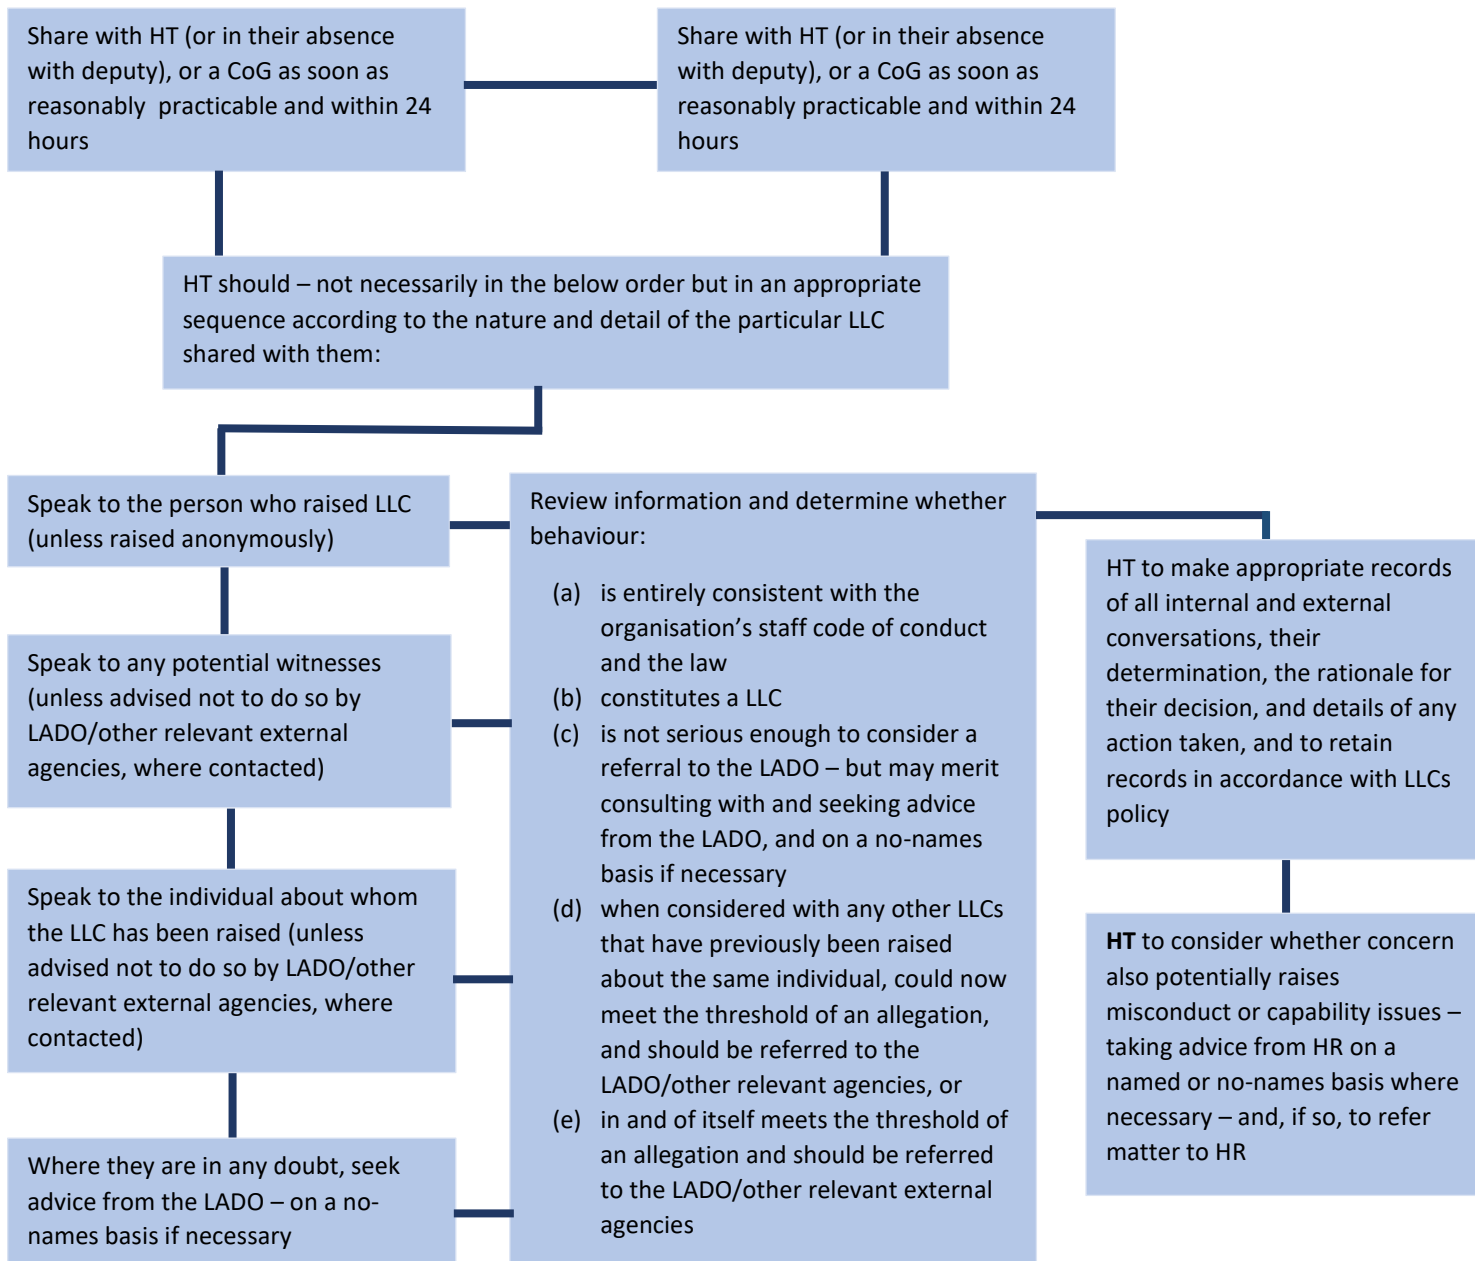 Share with HT (or in their absence
with deputy), or a CoG as soon as
reasonably  practicable and within 24
hours
Share with HT (or in their absence
with deputy), or a CoG as soon as
reasonably practicable and within 24
hours
HT should – not necessarily in the below order but in an appropriate
sequence according to the nature and detail of the particular LLC
shared with them:
Speak to the person who raised LLC
(unless raised anonymously)
Speak to any potential witnesses
(unless advised not to do so by
LADO/other relevant external
agencies, where contacted)
Speak to the individual about whom
the LLC has been raised (unless
advised not to do so by LADO/other
relevant external agencies, where
contacted)
Where they are in any doubt, seek
advice from the LADO – on a no-
names basis if necessary
Review information and determine whether
behaviour:
(a) is entirely consistent with the
organisation’s staff code of conduct
and the law
(b) constitutes a LLC
(c) is not serious enough to consider a
referral to the LADO – but may merit
consulting with and seeking advice
from the LADO, and on a no-names
basis if necessary
(d) when considered with any other LLCs
that have previously been raised
about the same individual, could now
meet the threshold of an allegation,
and should be referred to the
LADO/other relevant agencies, or
(e) in and of itself meets the threshold of
an allegation and should be referred
to the LADO/other relevant external
agencies
HT to make appropriate records
of all internal and external
conversations, their
determination, the rationale for
their decision, and details of any
action taken, and to retain
records in accordance with LLCs
policy
HT to consider whether concern
also potentially raises
misconduct or capability issues –
taking advice from HR on a
named or no-names basis where
necessary – and, if so, to refer
matter to HR